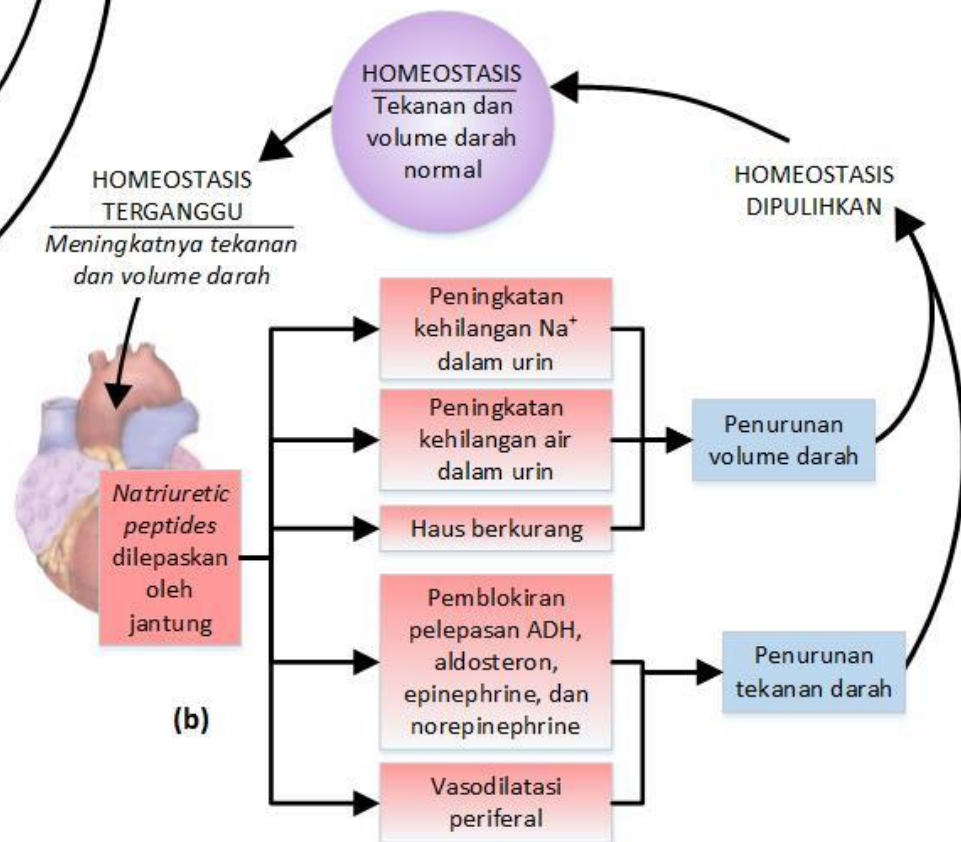 HOMEOSTASIS
Tekanan dan
volume darah
normal
HOMEOSTASIS
TERGANGGU
Meningkatnya tekanan
dan volume darah
HOMEOSTASIS
DIPULIHKAN
Natriuretic
peptides
dilepaskan
oleh
jantung
Peningkatan
kehilangan Na⁺
dalam urin
Peningkatan
kehilangan air
dalam urin
Haus berkurang
Pemblokiran
pelepasan ADH,
aldosteron,
epinephrine, dan
norepinephrine
Vasodilatasi
periferal
Penurunan
volume darah
Penurunan
tekanan darah
(b)